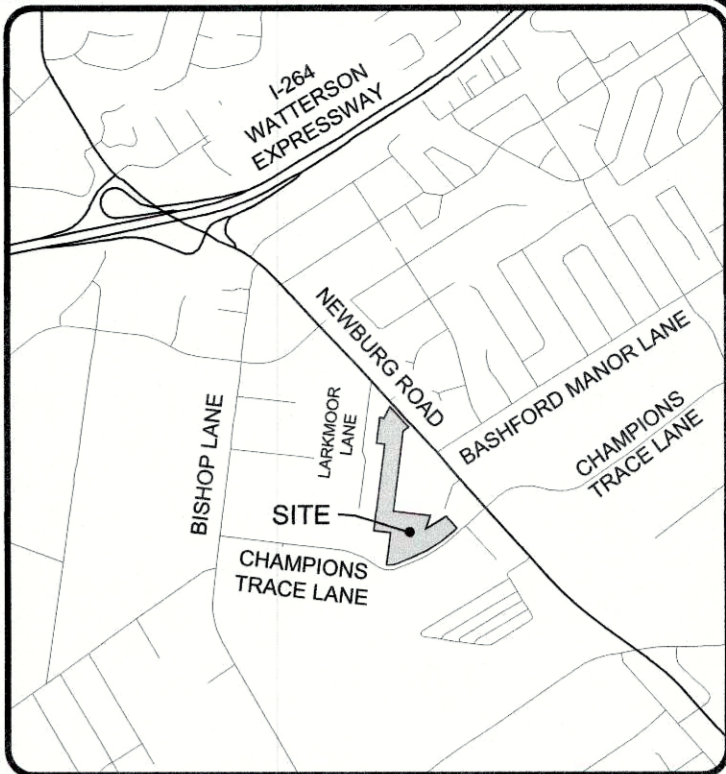 I-264
WATTERSON
EXPRESSWAY
NEWBURG ROAD
BASHFORD MANOR LANE
CHAMPIONS
TRACE LANE
LARKMOOR
LANE
BISHOP LANE
SITE
CHAMPIONS
TRACE LANE